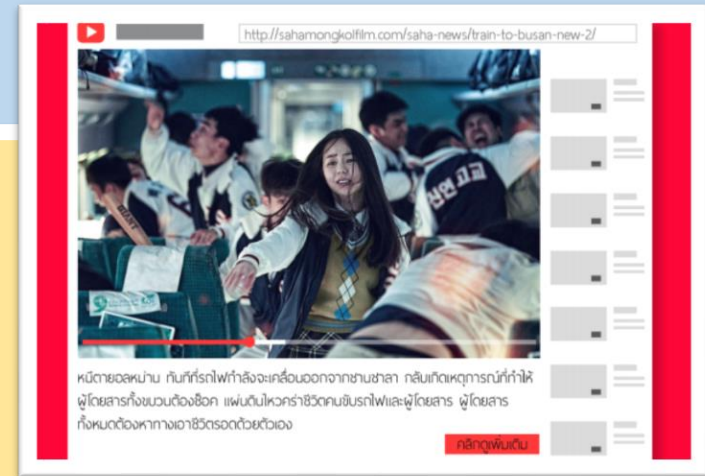 http://sahamongkolfilm.com/saha-news/train-to-busan-new-2/
신연고교
GIANT
หนีตายอลหม่าน ทันทีที่รถไฟกำลังจะเคลื่อนออกจากชานชาลา กลับเกิดเหตุการณ์ที่ทำให้
ผู้โดยสารทั้งขบวนต้องช็อค แผ่นดินไหวคร่าชีวิตคนขับรถไฟและผู้โดยสาร ผู้โดยสาร
ทั้งหมดต้องหาทางเอาชีวิตรอดด้วยตัวเอง
คลิกดูเพิ่มเติม